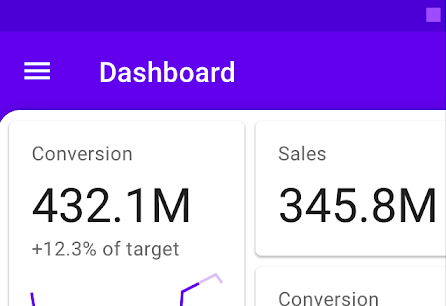 Dashboard
Conversion
432.1M
+12.3% of target
Sales
345.8M
Conversion